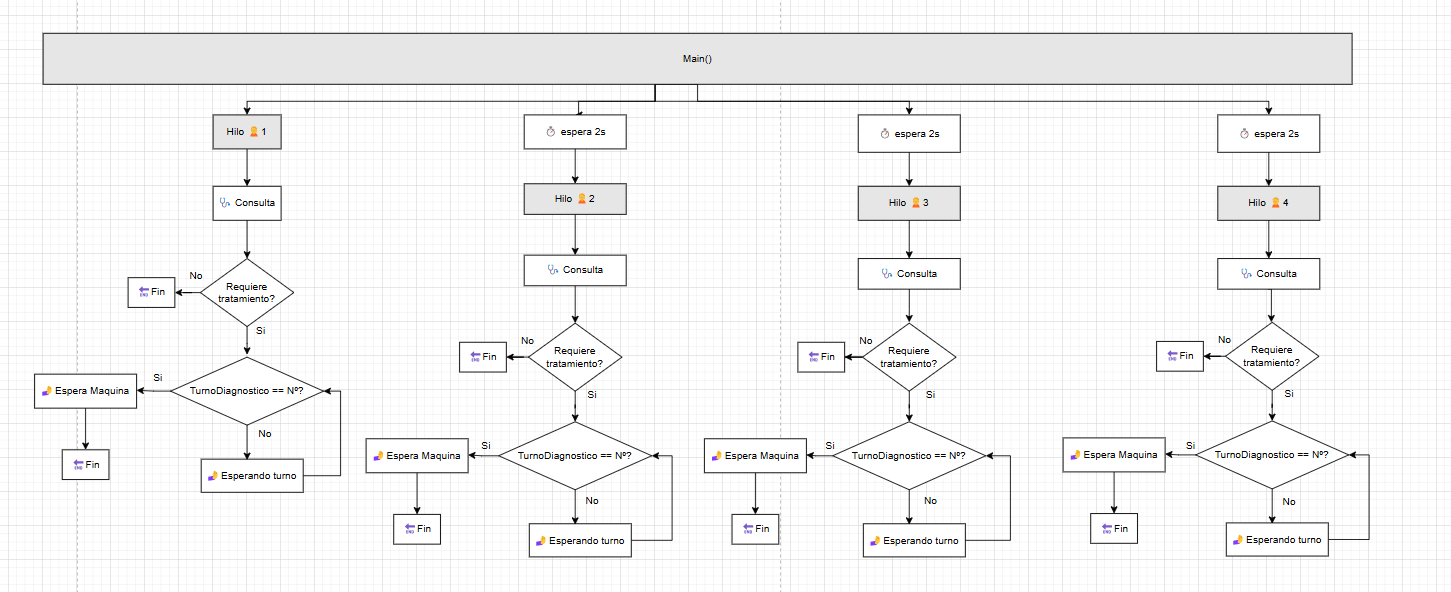 Main()
Hilo 1
Consulta
No
Requiere
tratamiento?
Fin
Si
Si
TurnoDiagnostico == Nº?
Espera Maquina
No
Fin
Esperando turno
espera 2s
Hilo 2
Consulta
No
Requiere
tratamiento?
Fin
Si
Si
TurnoDiagnostico == Nº?
Espera Maquina
No
Fin
Esperando turno
espera 2s
Hilo 3
Consulta
No
Requiere
tratamiento?
Fin
Si
Si
TurnoDiagnostico == Nº?
Espera Maquina
No
Fin
Esperando turno
espera 2s
Hilo 4
Consulta
No
Requiere
tratamiento?
Fin
Si
Si
TurnoDiagnostico == Nº?
Espera Maquina
No
Fin
Esperando turno